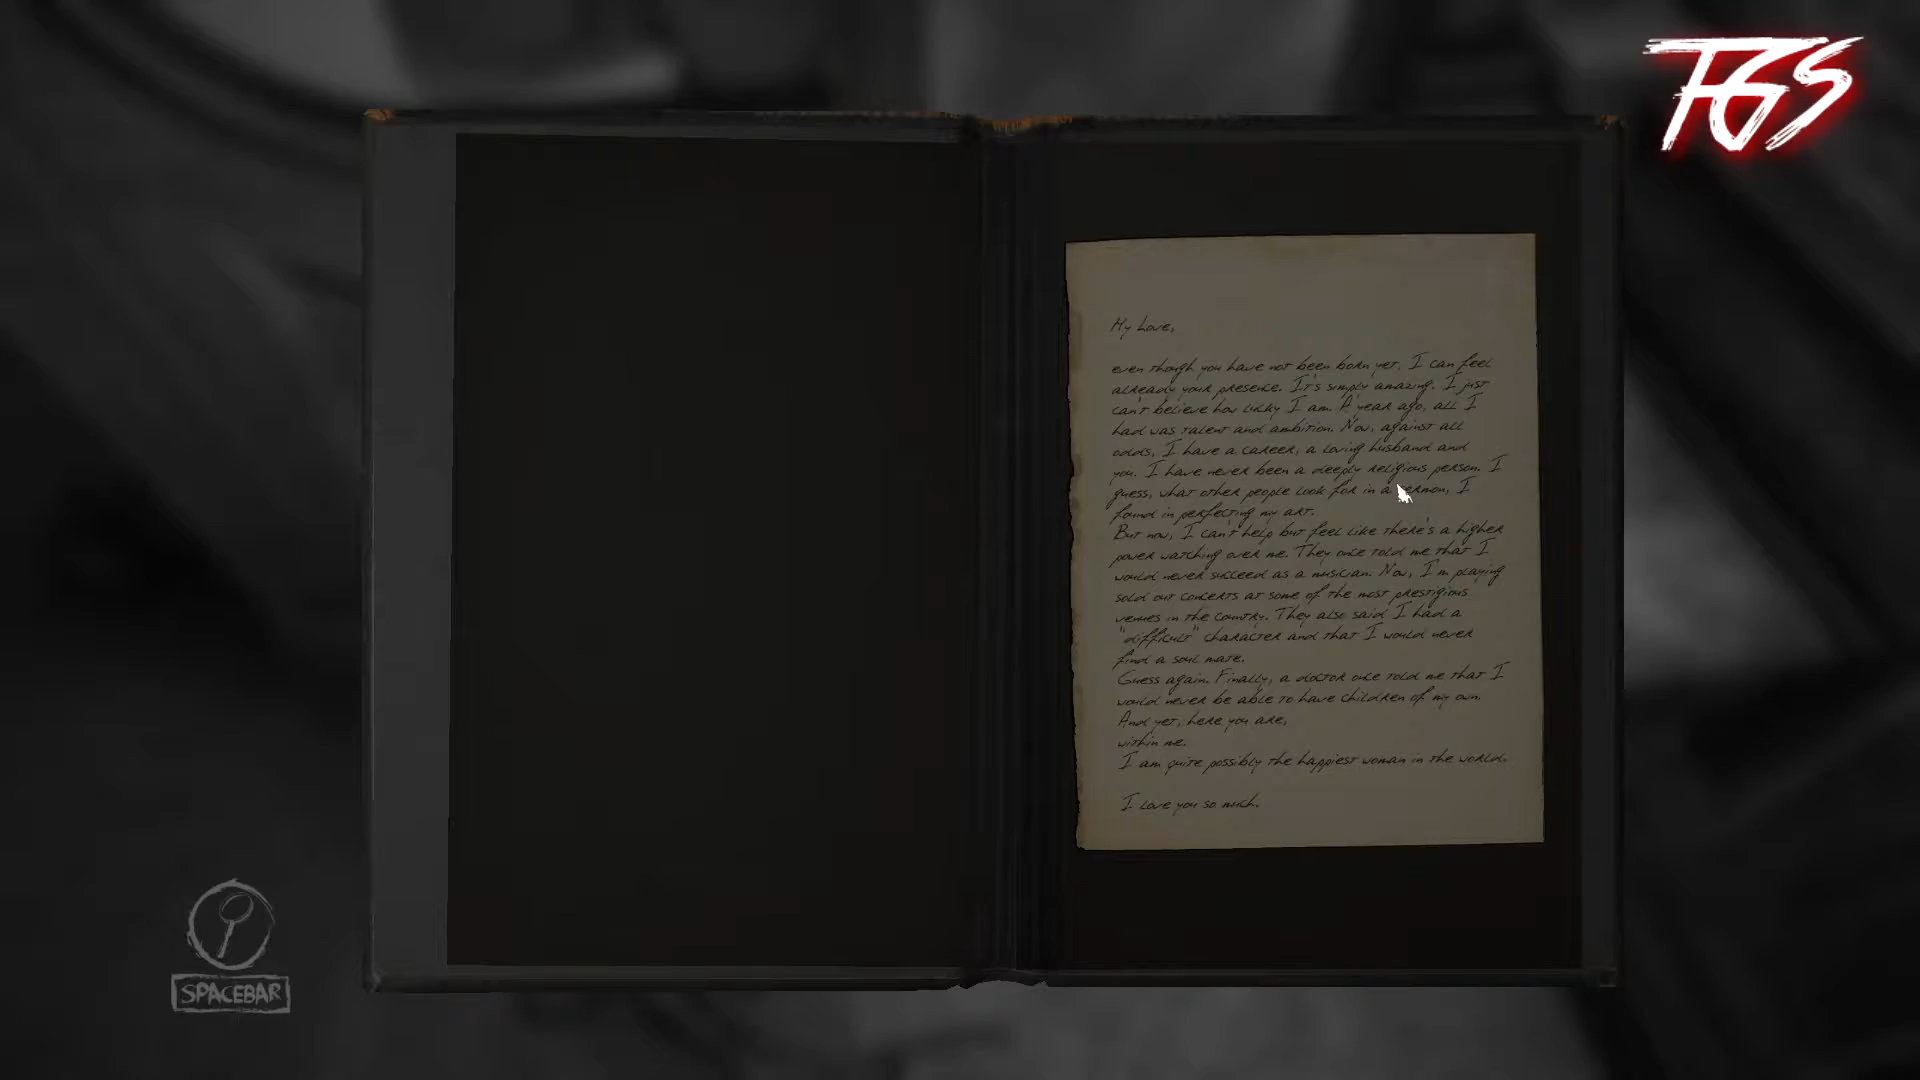 TGS
My Love,
even though you have not been born yet, I can feel
already your presence. It's simply amazing. I just
can't believe how lucky I am. A year ago, all I
had was talent and ambition. Now, against all
odds, I have a career, a loving husband and
you. I have never been a deeply religious person. I
guess, what other people look for in a sermon, I
found in perfecting my art.
But now, I can't help but feel like there's a higher
power watching over me. They once told me that I
would never succeed as a musician. Now, I'm playing
sold out concerts at some of the most prestigious
venues in the country. They also said I had a
"difficult" character and that I would never
find a soul mate.
Guess again. Finally, a doctor once told me that I
would never be able to have children of my own.
And yet, here you are,
within me.
I am quite possibly the happiest woman in the world.
I love you so much.
SPACEBAR